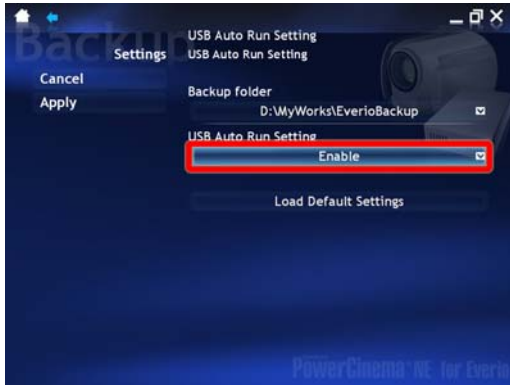 Backup
USB Auto Run Setting
Settings
USB Auto Run Setting
Cancel
Backup folder
Apply
D:\MyWorks\EverioBackup
USB Auto Run Setting
Enable
Load Default Settings
PowerCinema NE for Everio